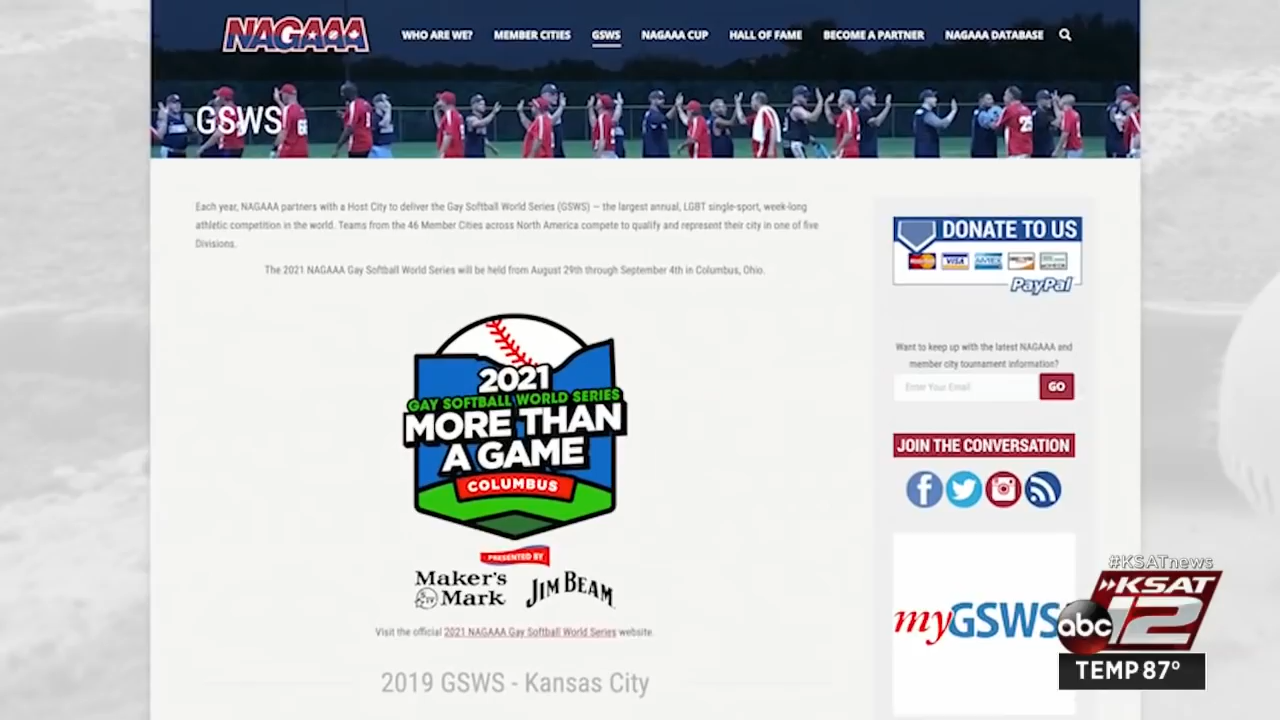 NAGAAA
WHO ARE WE? MEMBER CITIES GSWS NAGAAA CUP HALL OF FAME BECOME A PARTNER NAGAAA DATABASE
GSWS
Each year, NAGAAA partners with a Host City to deliver the Gay Softball World Series (GSWS) — the largest annual, LGBT single-sport, week-long
athletic competition in the world. Teams from the 46 Member Cities across North America compete to qualify and represent their city in one of five
Divisions.
The 2021 NAGAAA Gay Softball World Series will be held from August 29th through September 4th in Columbus, Ohio.
2021
GAY SOFTBALL WORLD SERIES
MORE THAN
A GAME
COLUMBUS
PRESENTED BY
Maker's
Mark
JIM BEAM
Visit the official 2021 NAGAAA Gay Softball World Series website.
2019 GSWS - Kansas City
DONATE TO US
VISA
PayPal
Want to keep up with the latest NAGAAA and
member city tournament information?
Enter Your Email GO
JOIN THE CONVERSATION
myGSWS
#KSATnews
KSAT
abc 12
TEMP 87°